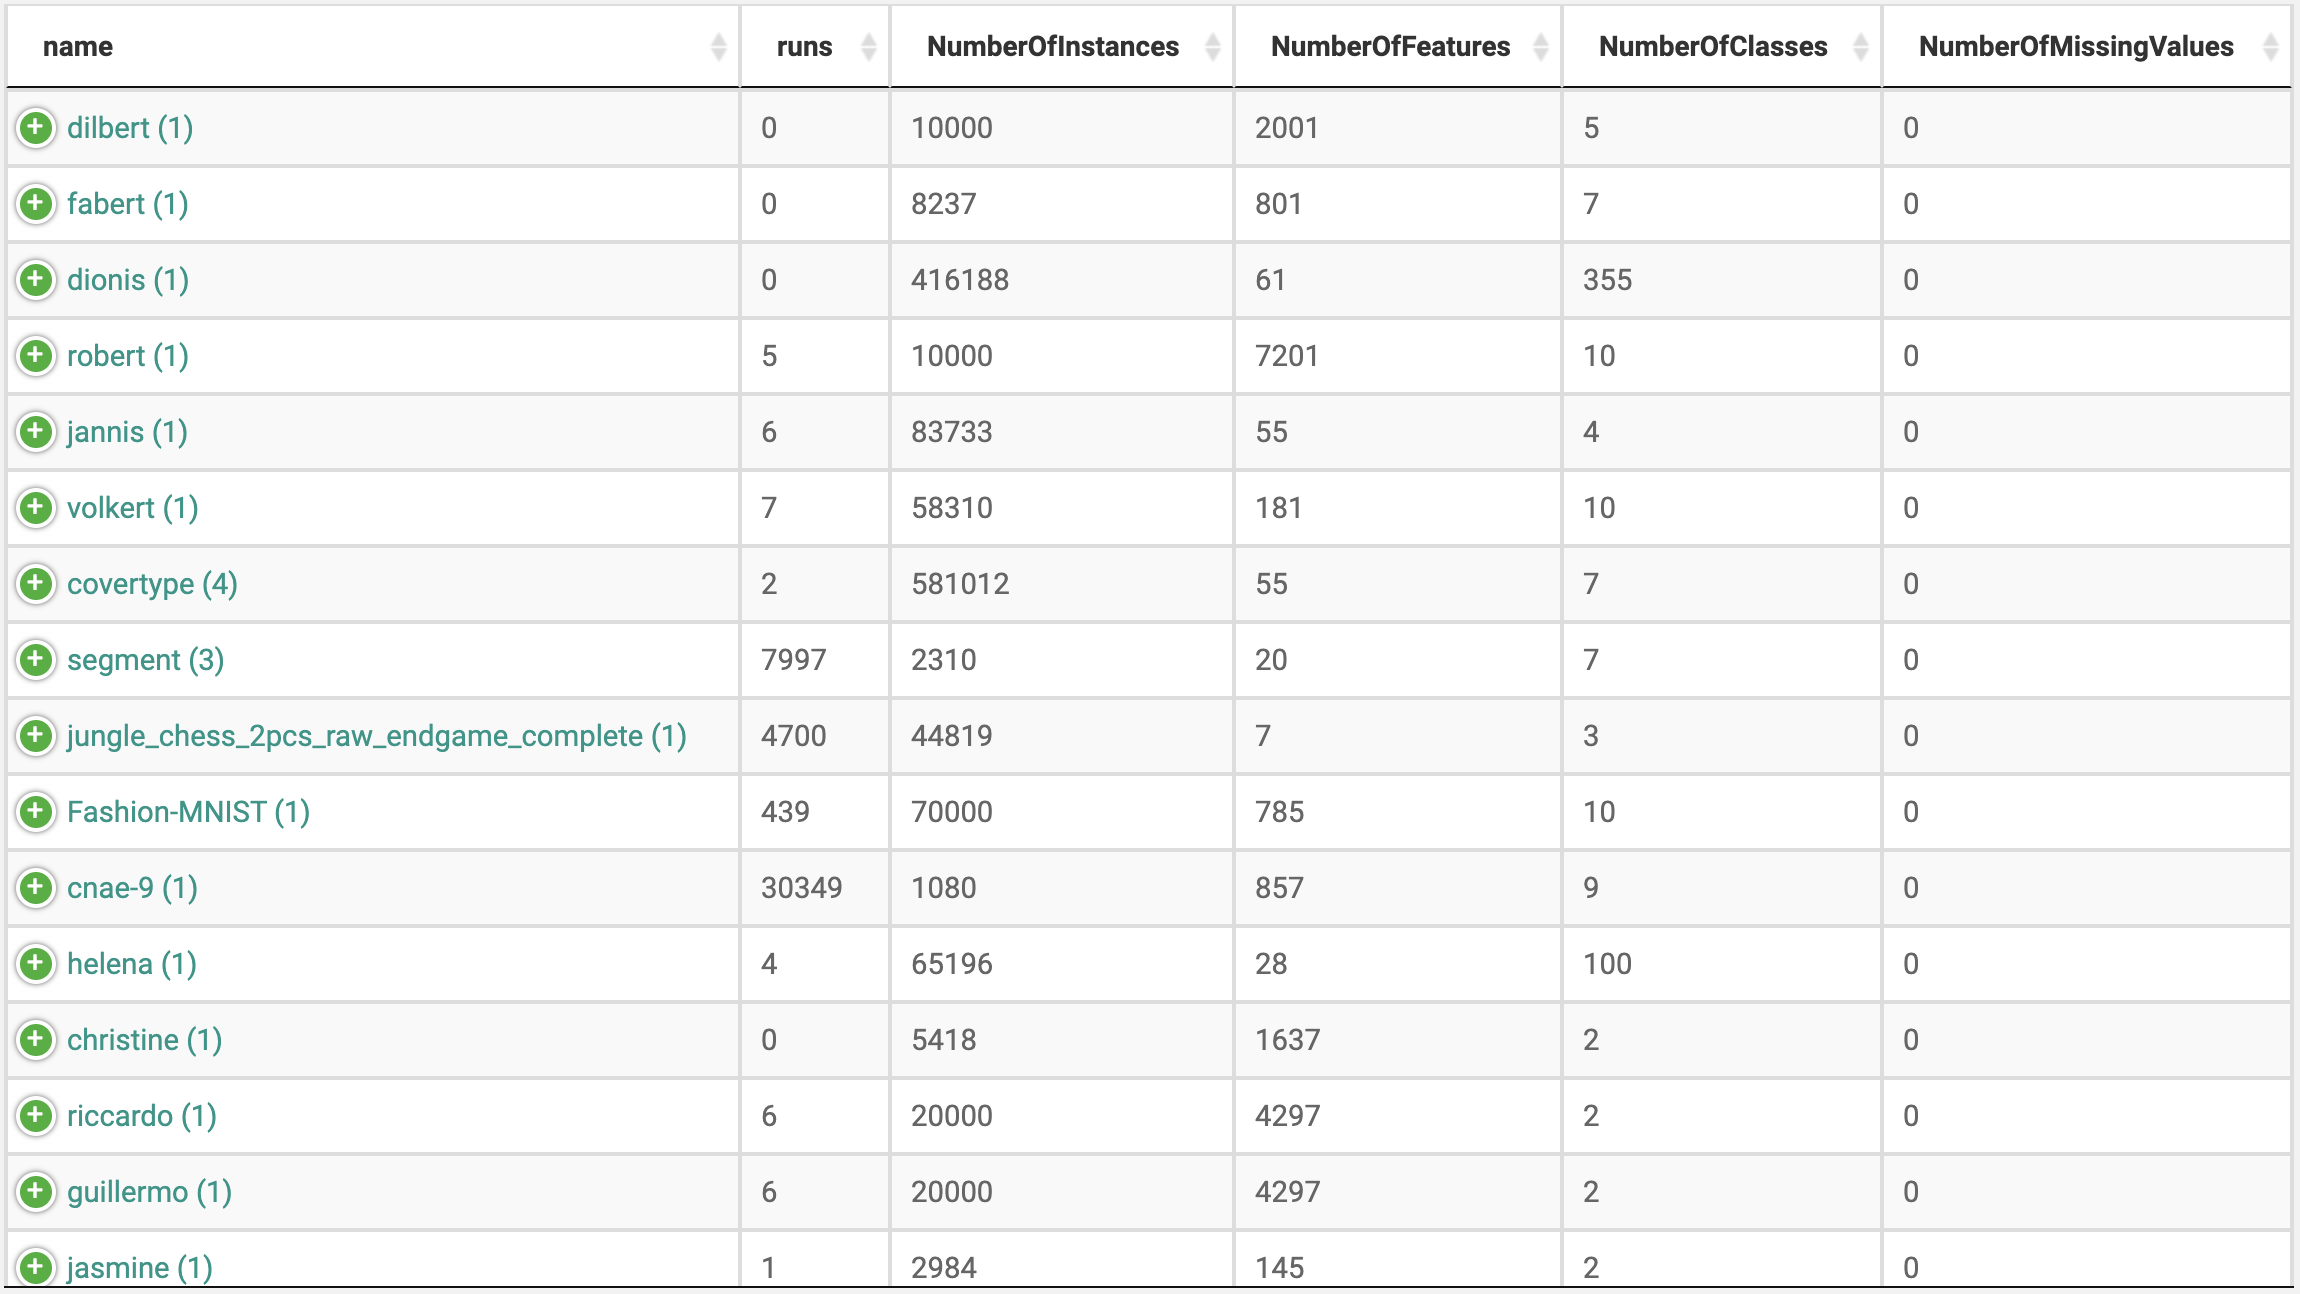 name runs NumberOfInstances NumberOfFeatures NumberOfClasses NumberOfMissingValues
dilbert (1) 0 10000 2001 5 0
fabert (1) 0 8237 801 7 0
dionis (1) 0 416188 61 355 0
robert (1) 5 10000 7201 10 0
jannis (1) 6 83733 55 4 0
volkert (1) 7 58310 181 10 0
covertype (4) 2 581012 55 7 0
segment (3) 7997 2310 20 7 0
jungle_chess_2pcs_raw_endgame_complete (1) 4700 44819 7 3 0
Fashion-MNIST (1) 439 70000 785 10 0
cnae-9 (1) 30349 1080 857 9 0
helena (1) 4 65196 28 100 0
christine (1) 0 5418 1637 2 0
riccardo (1) 6 20000 4297 2 0
guillermo (1) 6 20000 4297 2 0
jasmine (1) 1 2984 145 2 0